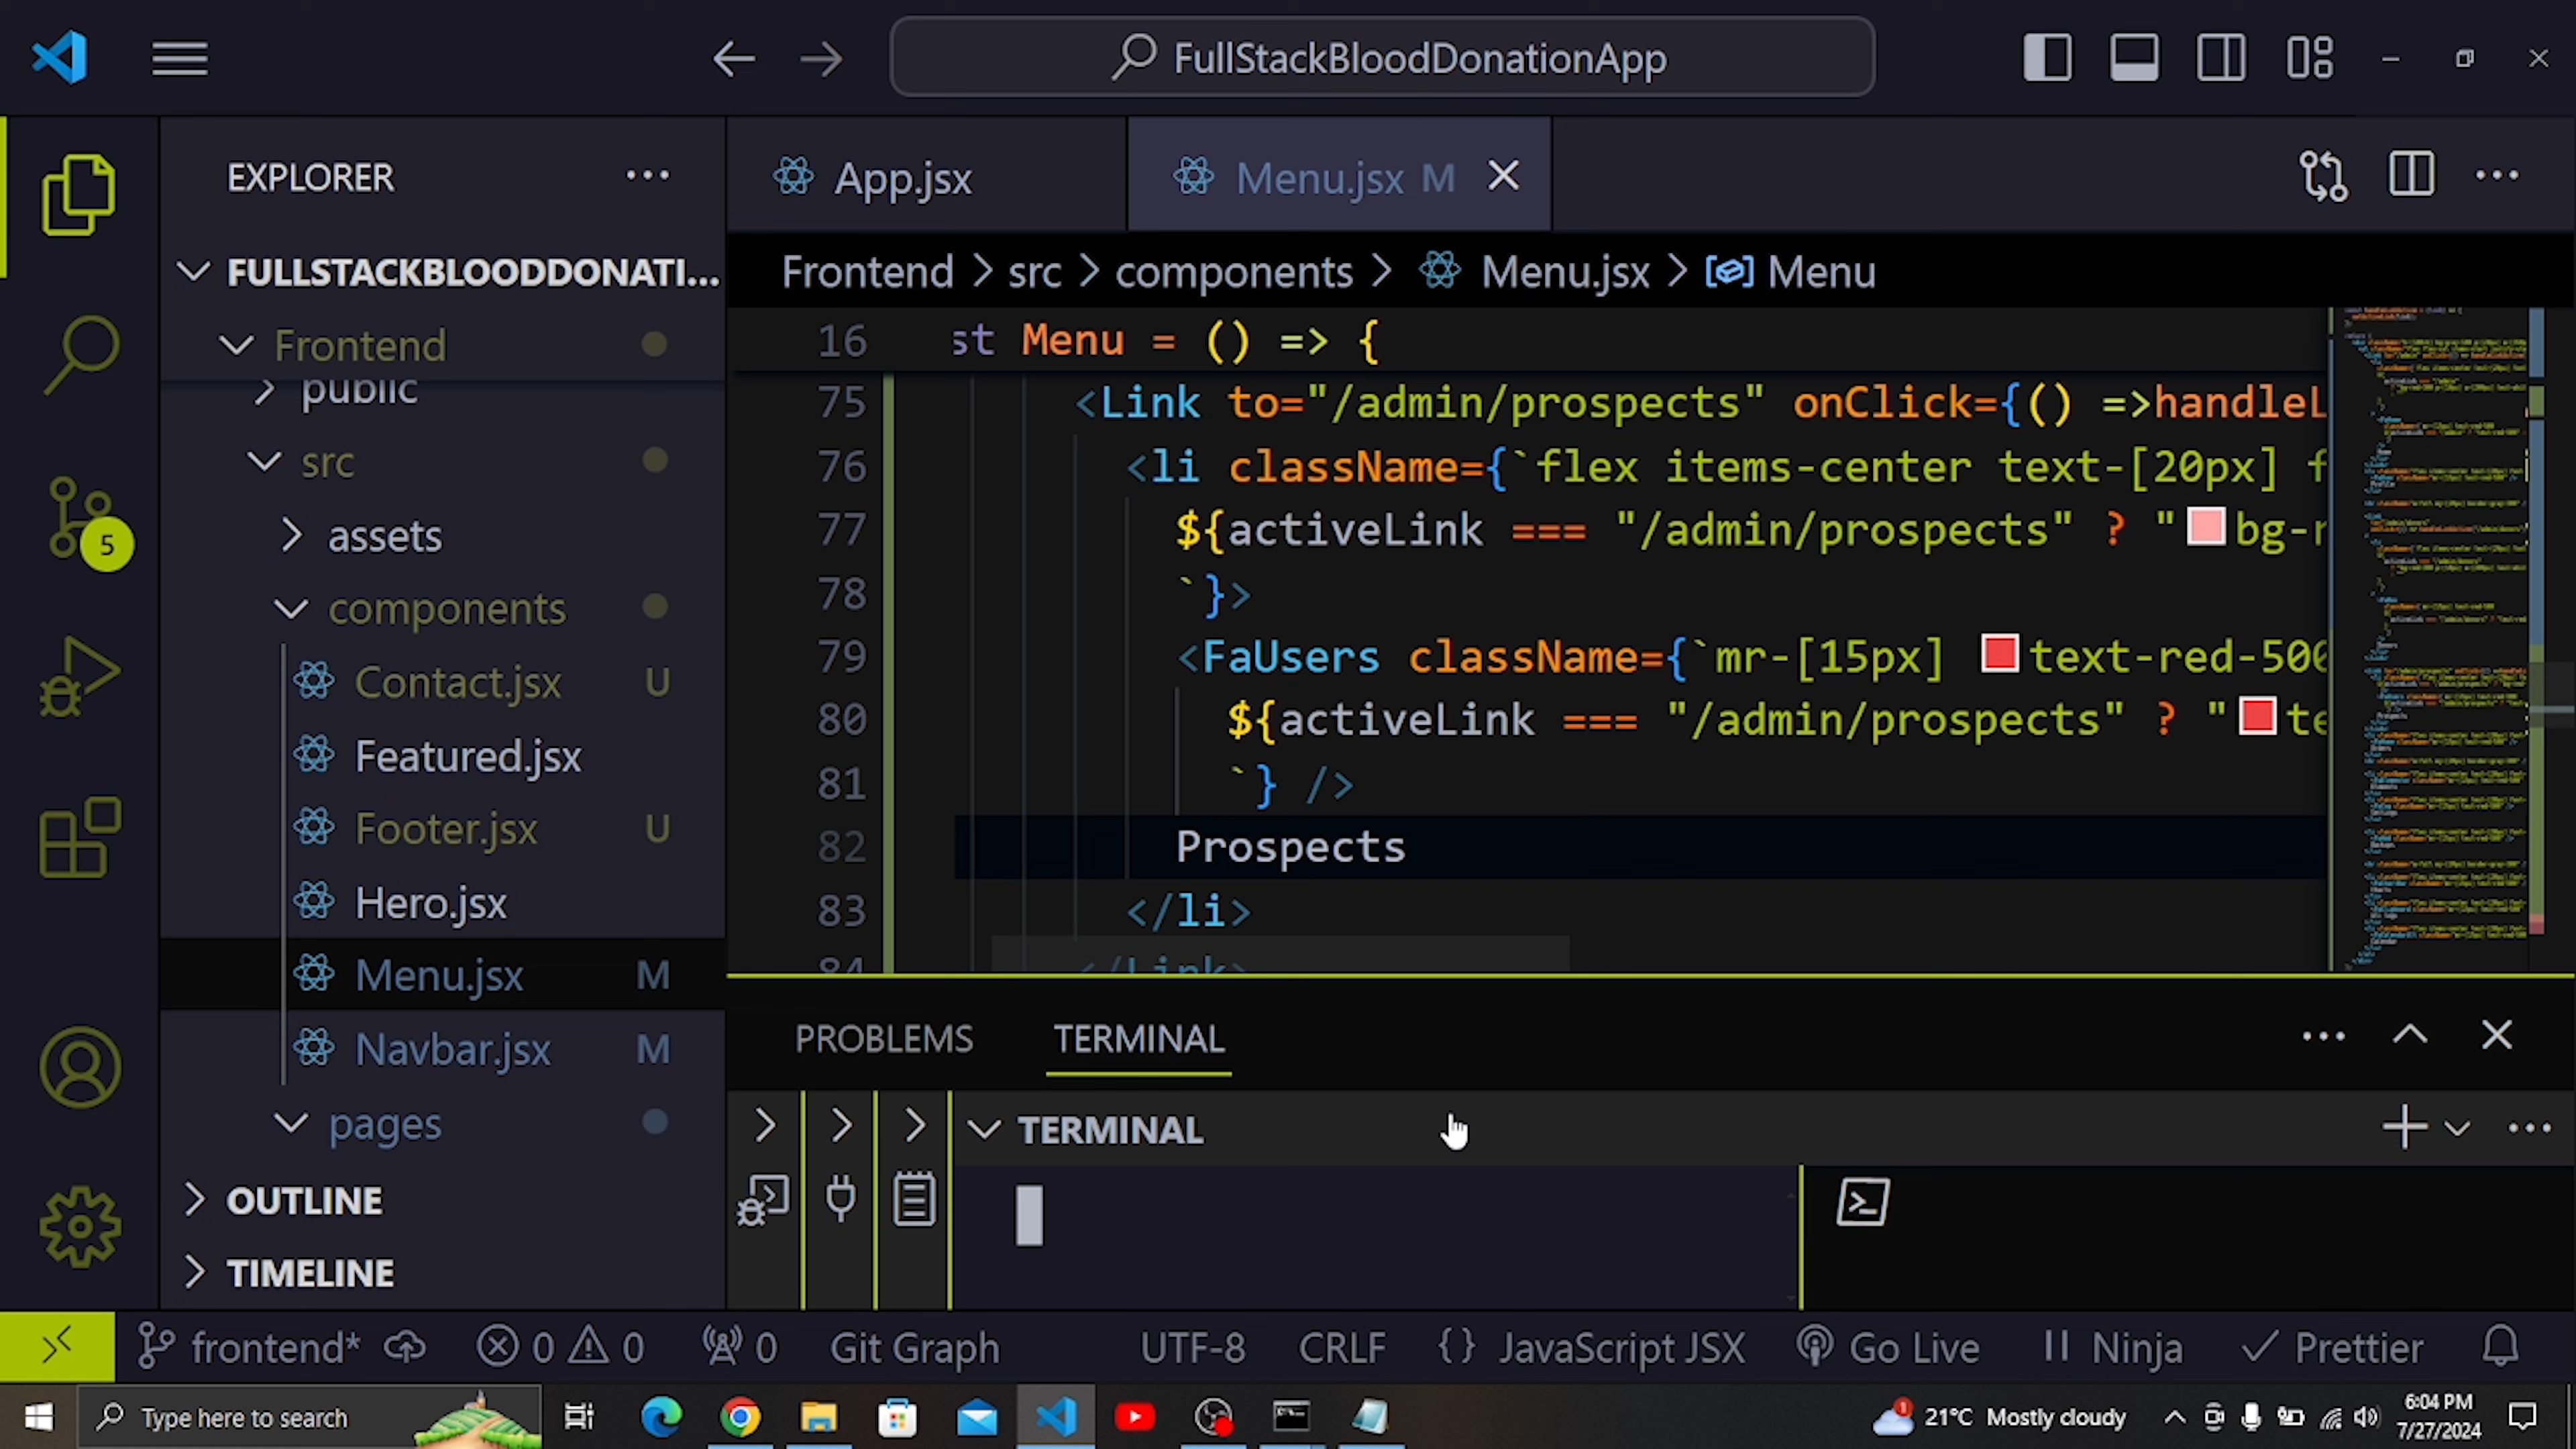 FullStackBloodDonationApp
EXPLORER
FULLSTACKBLOODDONATI...
Frontend
public
src
assets
components
Contact.jsx U
Featured.jsx
Footer.jsx U
Hero.jsx
Menu.jsx M
Navbar.jsx M
pages
OUTLINE
TIMELINE
5
App.jsx
Menu.jsx M
Frontend > src > components > Menu.jsx > Menu
16 st Menu = () => {
75 <Link to="/admin/prospects" onClick={() =>handleL
76 <li className={`flex items-center text-[20px] f
77 ${activeLink === "/admin/prospects" ? "bg-r
78 `}>
79 <FaUsers className={`mr-[15px] text-red-500
80 ${activeLink === "/admin/prospects" ? "te
81 `} />
82 Prospects
83 </li>
84 </Link>
PROBLEMS
TERMINAL
TERMINAL
frontend* 0 0 0 Git Graph UTF-8 CRLF {} JavaScript JSX Go Live Ninja Prettier
Type here to search
1
21°C Mostly cloudy
6:04 PM
7/27/2024